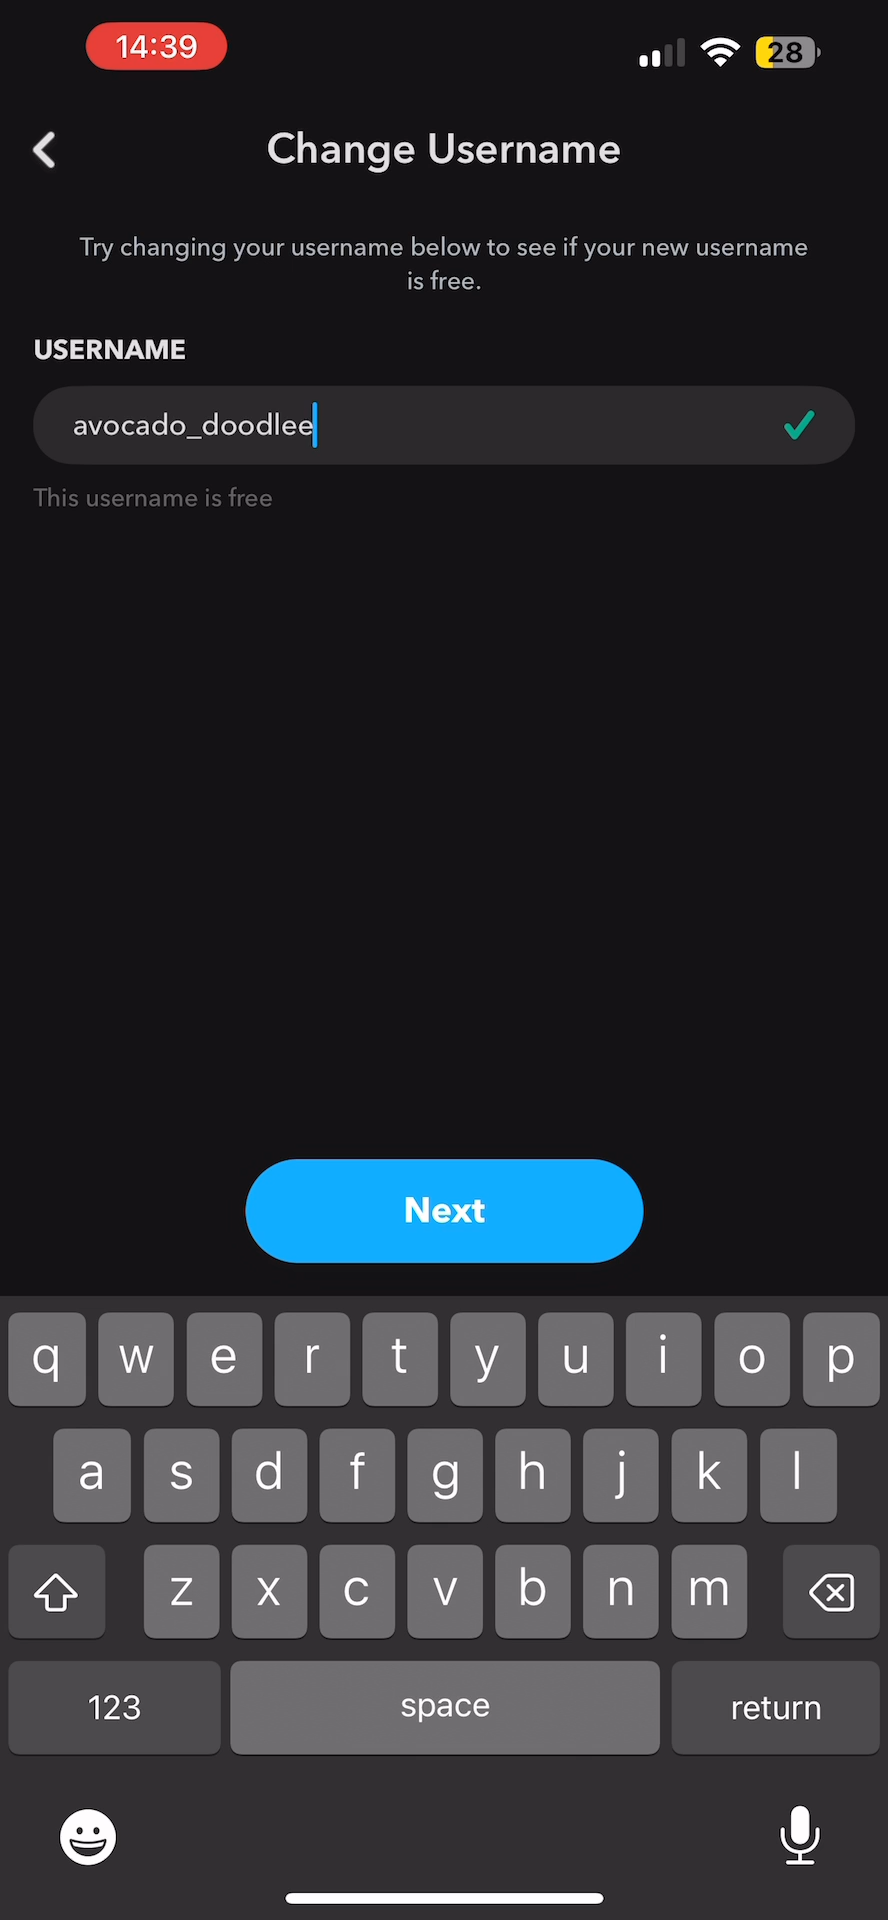 14:39
28
Change Username
Try changing your username below to see if your new username
is free.
USERNAME
avocado_doodlee
This username is free
Next
q w e r t y u i o p
a s d f g h j k l
z x c v b n m
123 space return